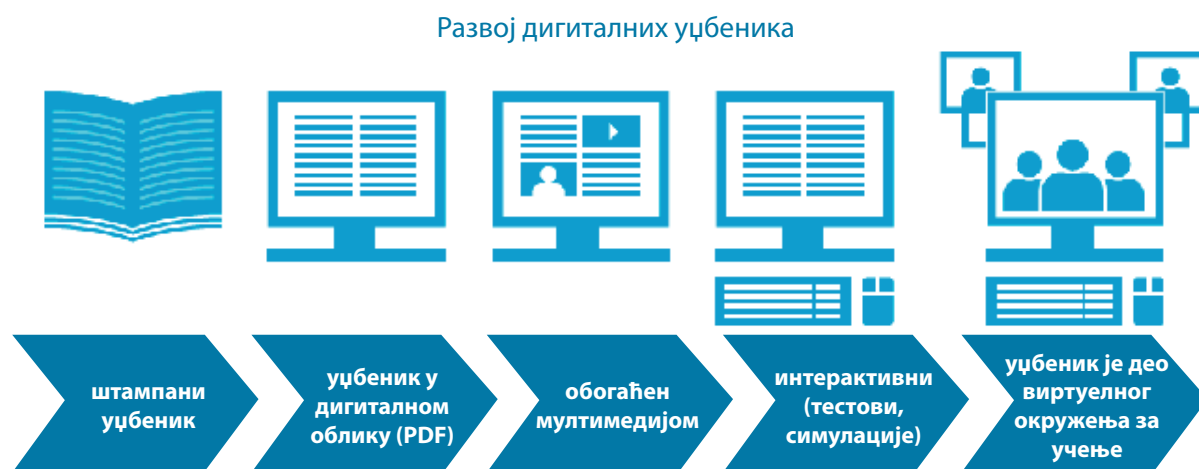 Развој дигиталних уџбеника
штампани
уџбеник
уџбеник у
дигиталном
облику (PDF)
обогаћен
мултимедијом
интерактивни
(тестови,
симулације)
уџбеник је део
виртуелног
окружења за
учење